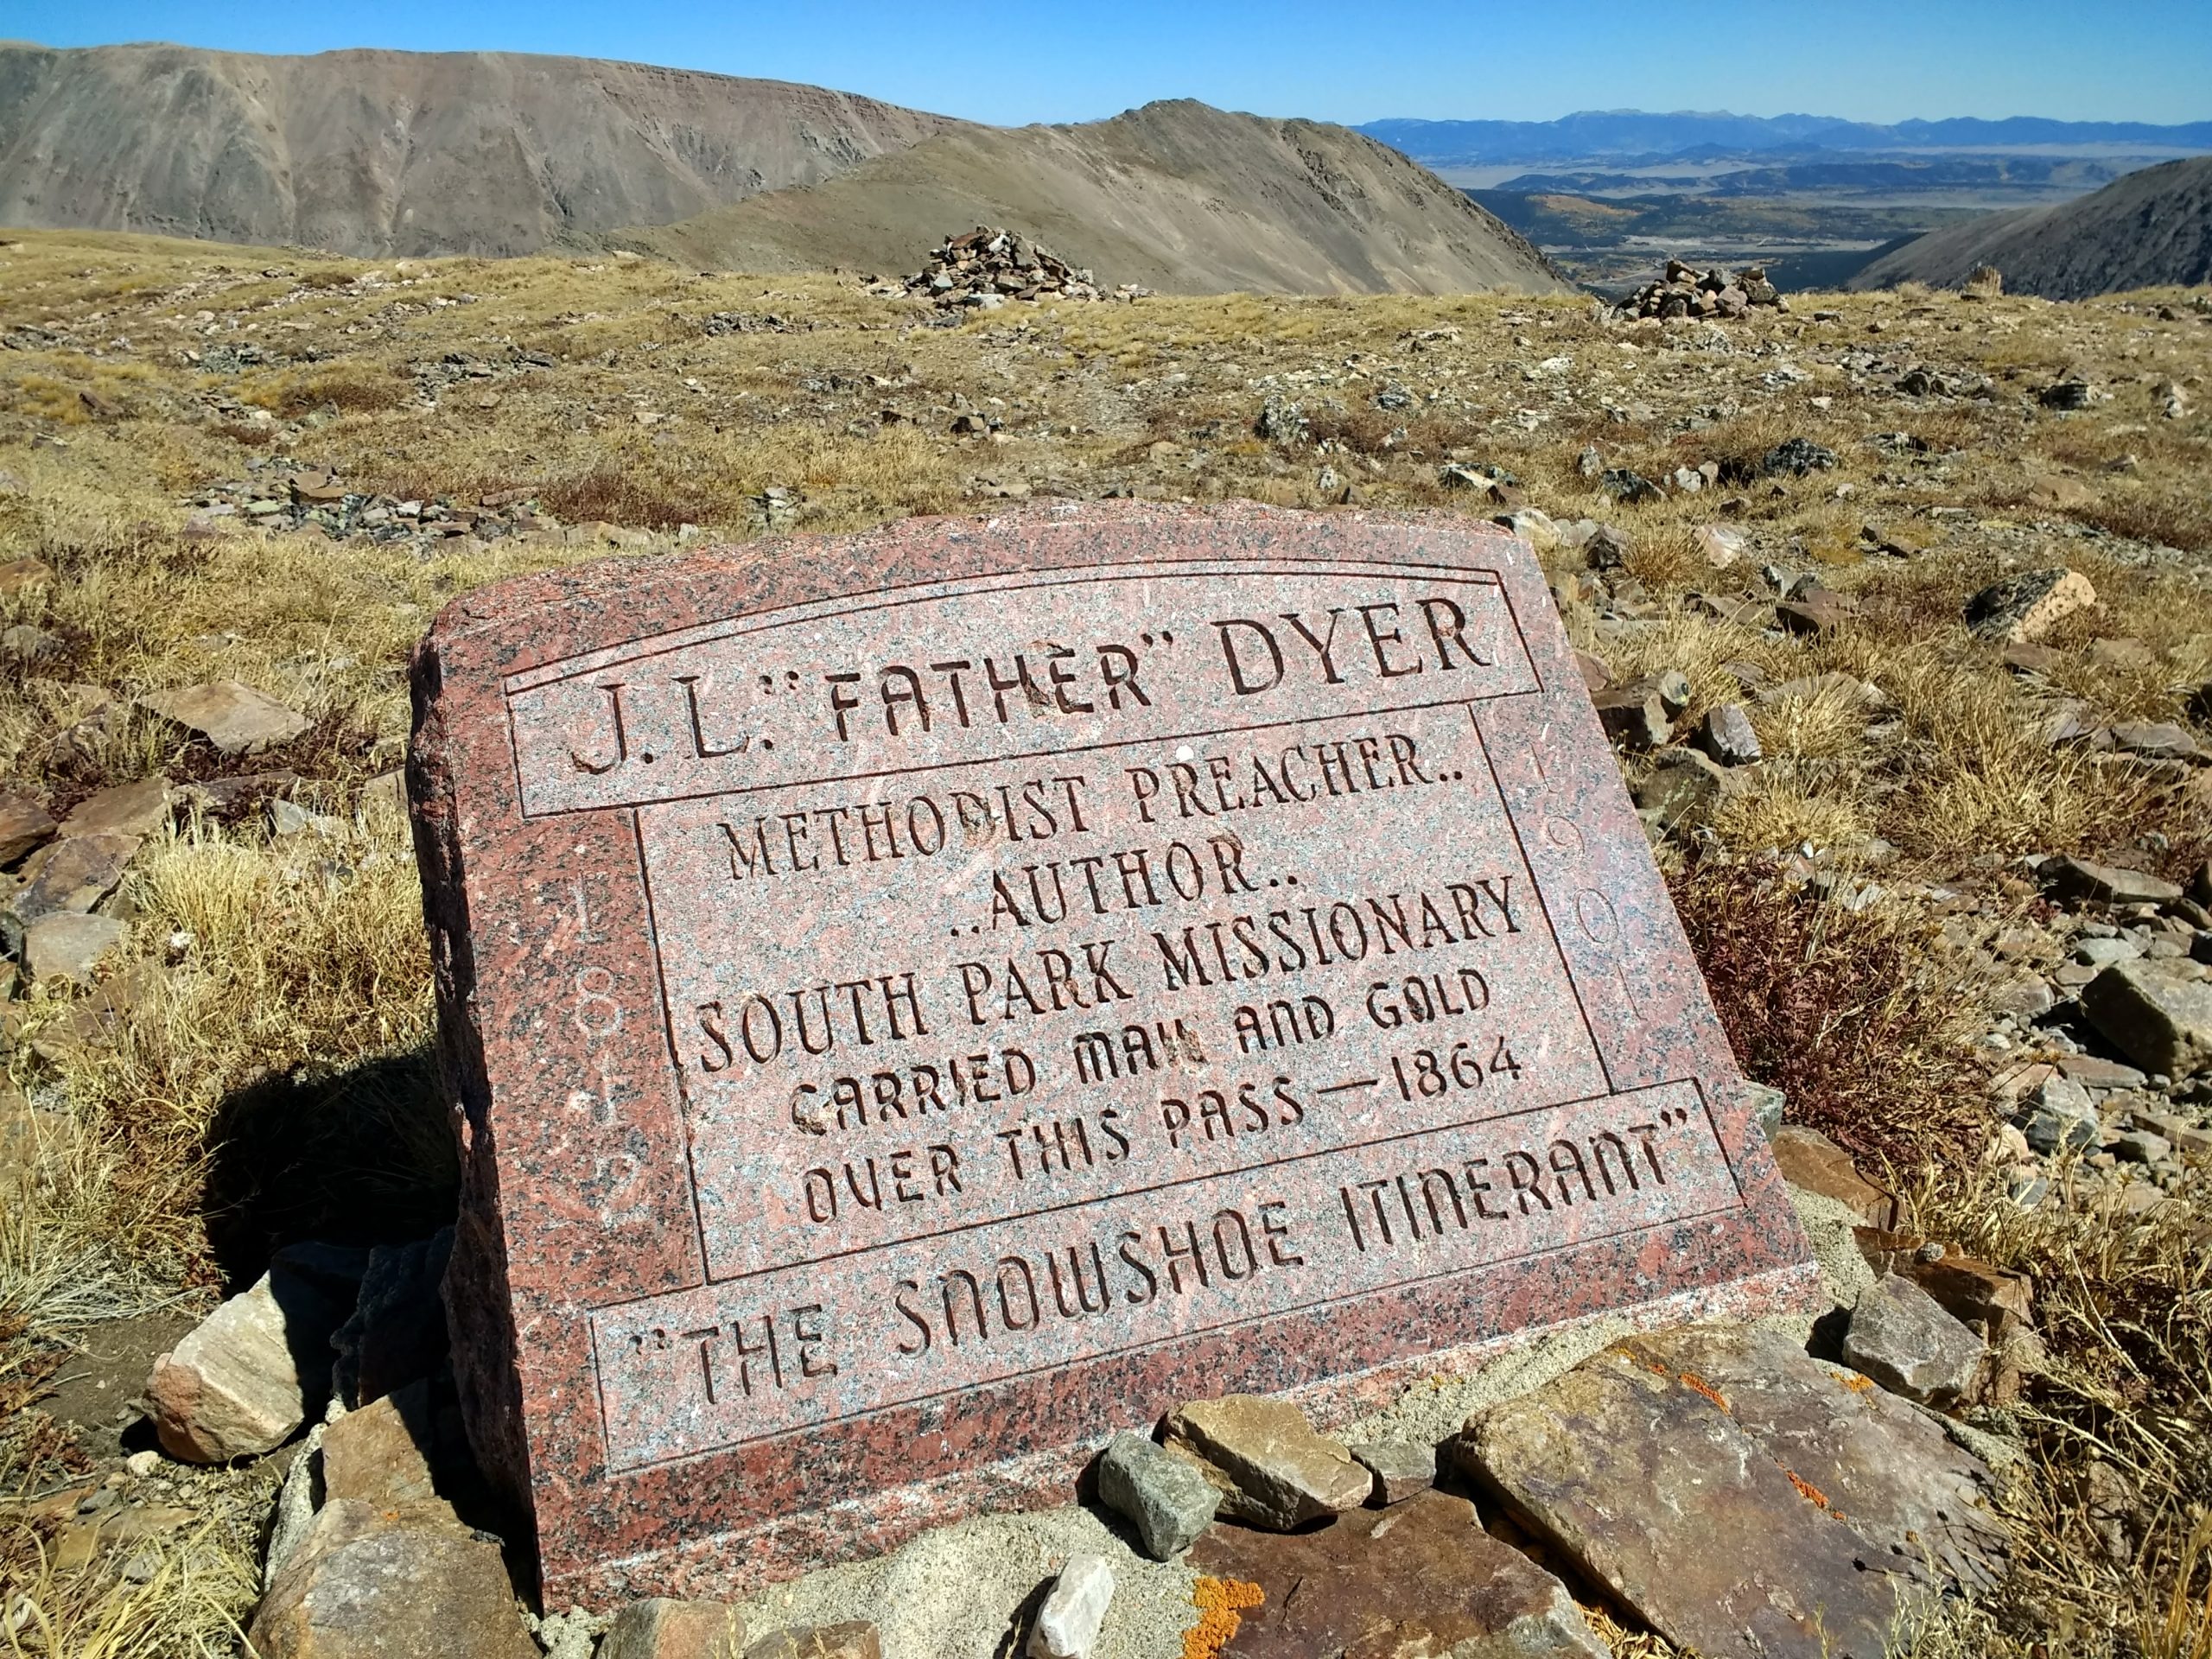 J. L. "FATHER" DYER
METHODIST PREACHER..
..AUTHOR..
SOUTH PARK MISSIONARY
CARRIED MAIL AND GOLD
OVER THIS PASS — 1864
"THE SNOWSHOE ITINERANT"
1812
1901